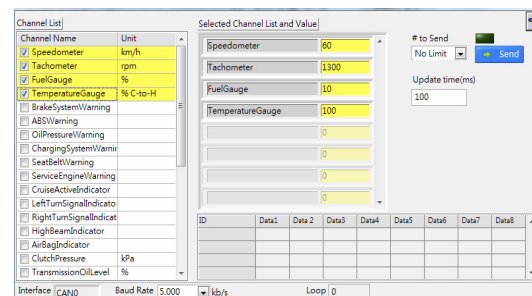 Channel List
Channel Name Unit
Speedometer km/h
Tachometer rpm
FuelGauge %
TemperatureGauge % C-to-H
BrakeSystemWarning
ABSWarning
OilPressureWarning
ChargingSystemWarnir
SeatBeltWarning
ServiceEngineWarning
CruiseActiveIndicator
LeftTurnSignalIndicato
RightTurnSignalIndicat
HighBeamIndicator
AirBagIndicator
ClutchPressure kPa
TransmissionOilLevel %
Selected Channel List and Value
Speedometer 60
Tachometer 1300
FuelGauge 10
TemperatureGauge 100
0
0
0
# to Send
No Limit Send
Update time(ms)
100
ID Data1 Data 2 Data3 Data4 Data5 Data6 Data7 Data8
Interface CAN0 Baud Rate 5.000 kb/s Loop 0